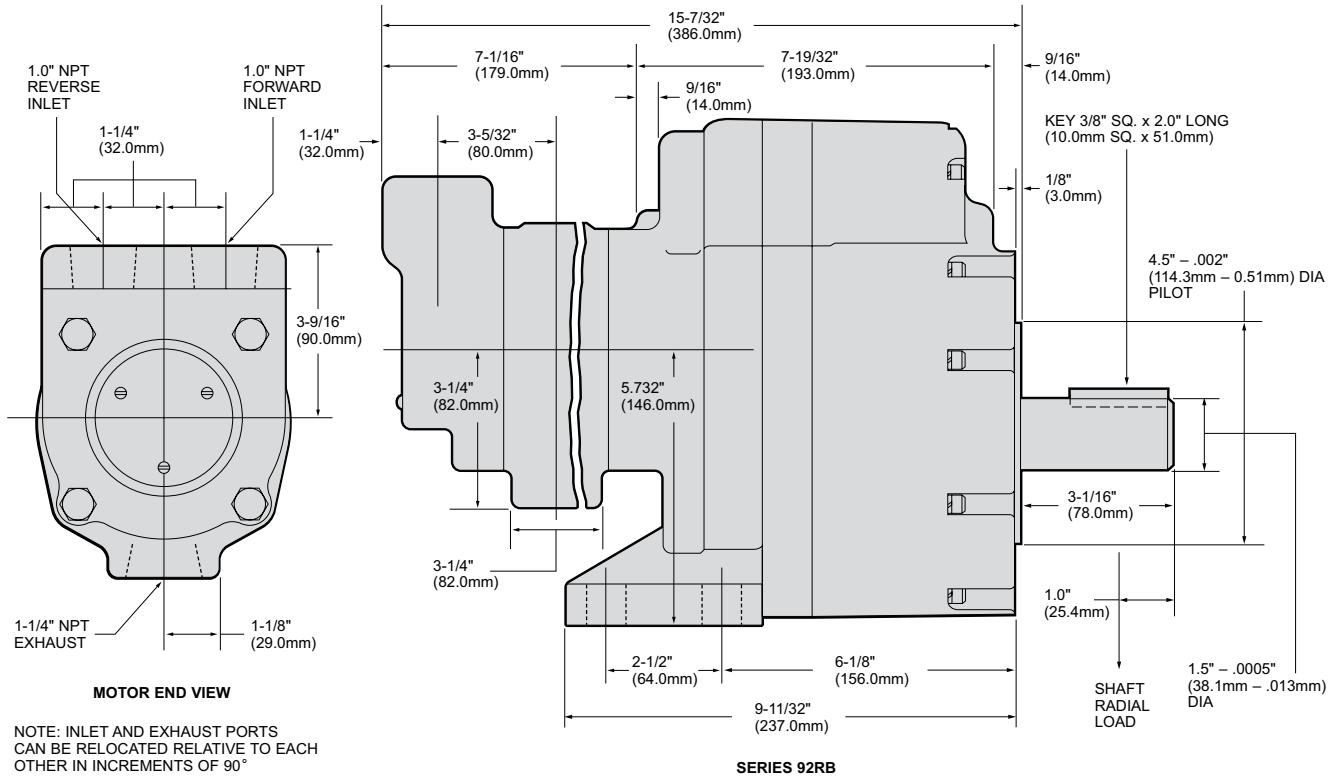 15-7/32"
(386.0mm)
7-1/16"
(179.0mm)
7-19/32"
(193.0mm)
9/16"
(14.0mm)
1.0" NPT
REVERSE
INLET
1.0" NPT
FORWARD
INLET
9/16"
(14.0mm)
KEY 3/8" SQ. x 2.0" LONG
(10.0mm SQ. x 51.0mm)
1-1/4"
(32.0mm)
1-1/4"
(32.0mm)
3-5/32"
(80.0mm)
1/8"
(3.0mm)
4.5" – .002"
(114.3mm – 0.51mm) DIA
PILOT
3-9/16"
(90.0mm)
3-1/4"
(82.0mm)
5.732"
(146.0mm)
3-1/16"
(78.0mm)
3-1/4"
(82.0mm)
1.0"
(25.4mm)
1-1/4" NPT
EXHAUST
1-1/8"
(29.0mm)
2-1/2"
(64.0mm)
6-1/8"
(156.0mm)
1.5" – .0005"
(38.1mm – .013mm)
DIA
SHAFT
RADIAL
LOAD
9-11/32"
(237.0mm)
MOTOR END VIEW
NOTE: INLET AND EXHAUST PORTS
CAN BE RELOCATED RELATIVE TO EACH
OTHER IN INCREMENTS OF 90°
SERIES 92RB